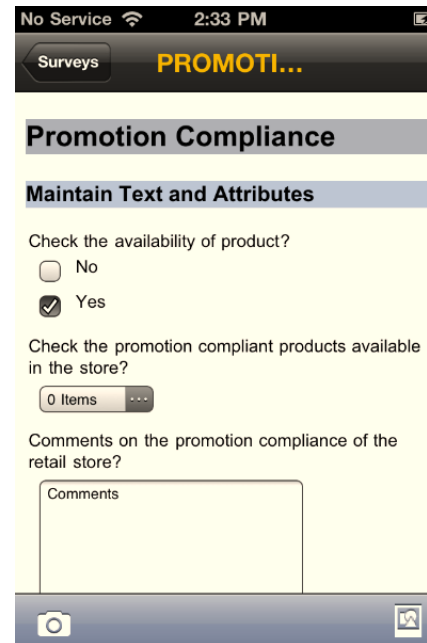 No Service 2:33 PM
Surveys PROMOTI...
Promotion Compliance
Maintain Text and Attributes
Check the availability of product?
No
Yes
Check the promotion compliant products available
in the store?
0 Items ...
Comments on the promotion compliance of the
retail store?
Comments